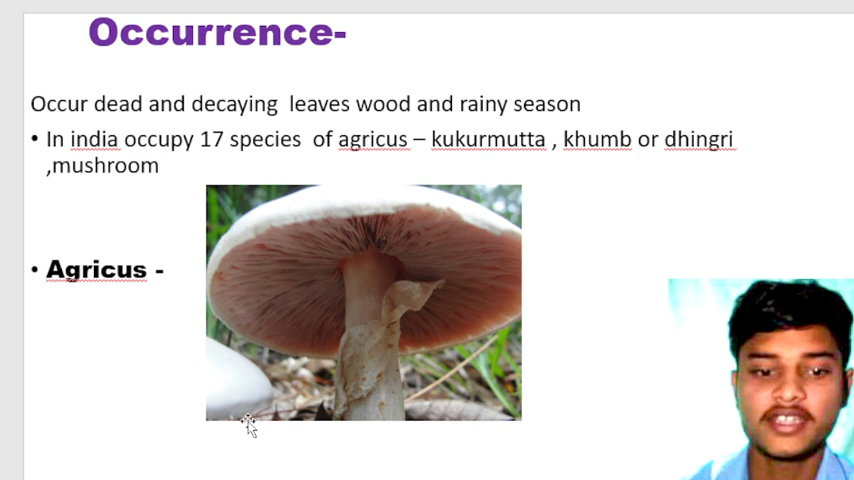 Occurrence-
Occur dead and decaying  leaves wood and rainy season
• In india occupy 17 species  of agricus – kukurmutta , khumb or dhingri
,mushroom
• Agricus -